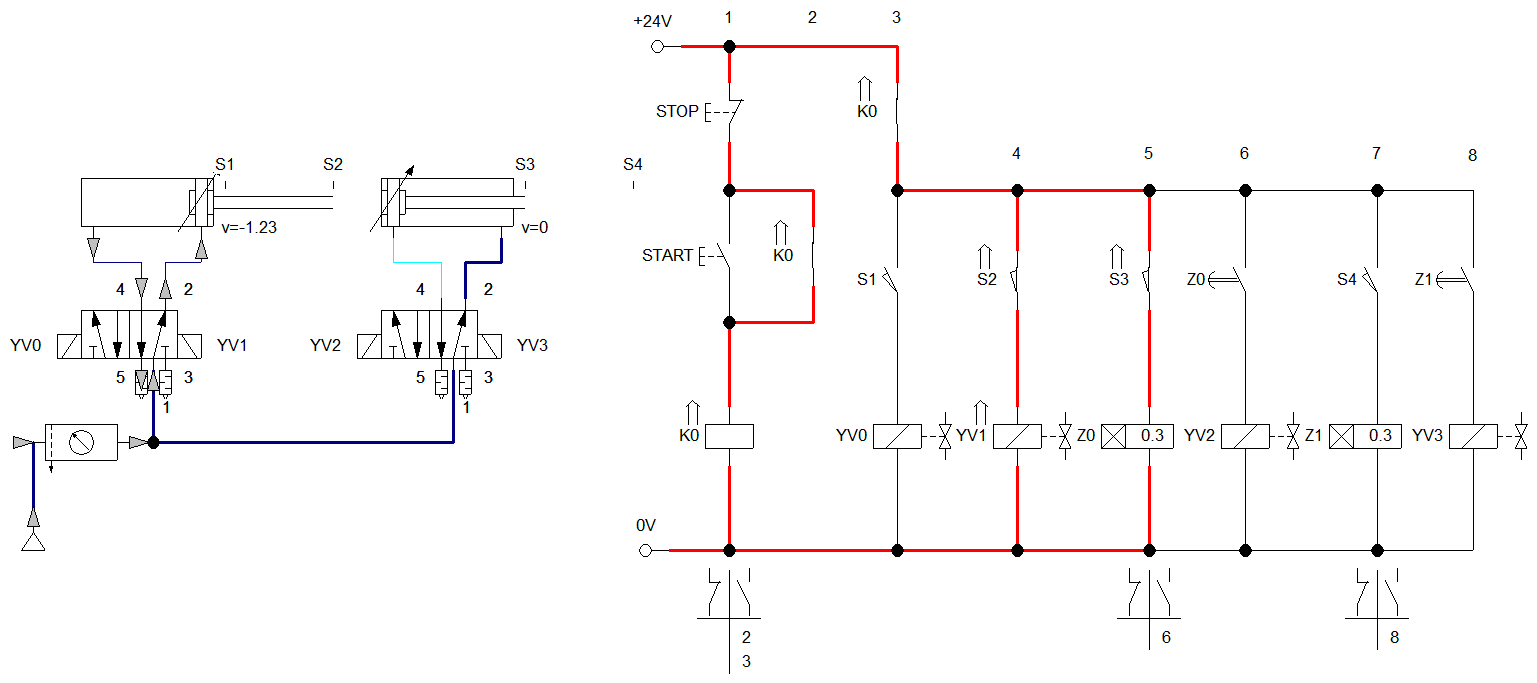 +24V 1 2 3
STOP K0
S1 S2 S3 S4 4 5 6 7 8
v=-1.23 v=0
START K0
S1 S2 S3 Z0 S4 Z1
4 2 4 2
YV0 YV1 YV2 YV3
5 3 5 3
1 1
K0 YV0 YV1 Z0 0.3 YV2 Z1 0.3 YV3
0V
2 6 8
3